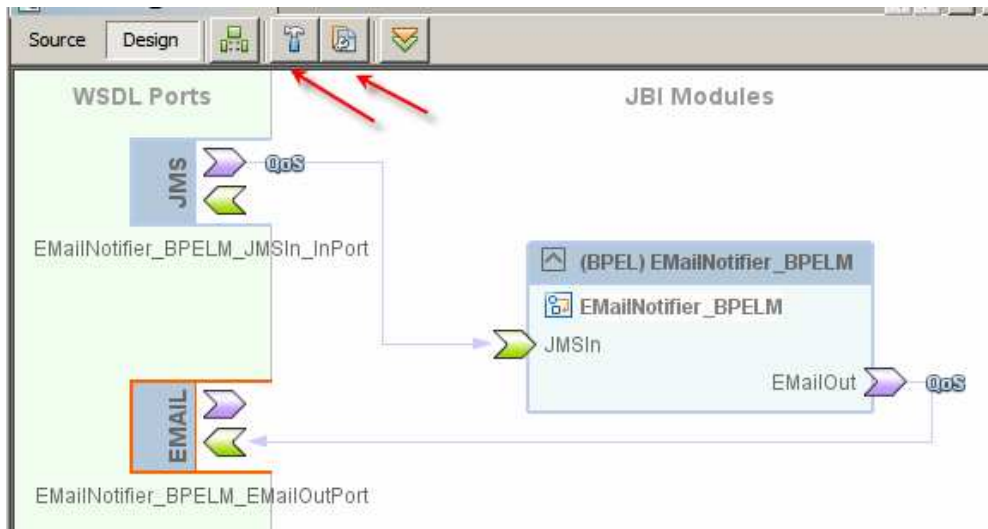 Source Design
WSDL Ports
JBI Modules
JMS
QoS
EMailNotifier_BPELM_JMSIn_InPort
(BPEL) EMailNotifier_BPELM
EMailNotifier_BPELM
JMSIn
EMailOut
QoS
EMAIL
EMailNotifier_BPELM_EMailOutPort